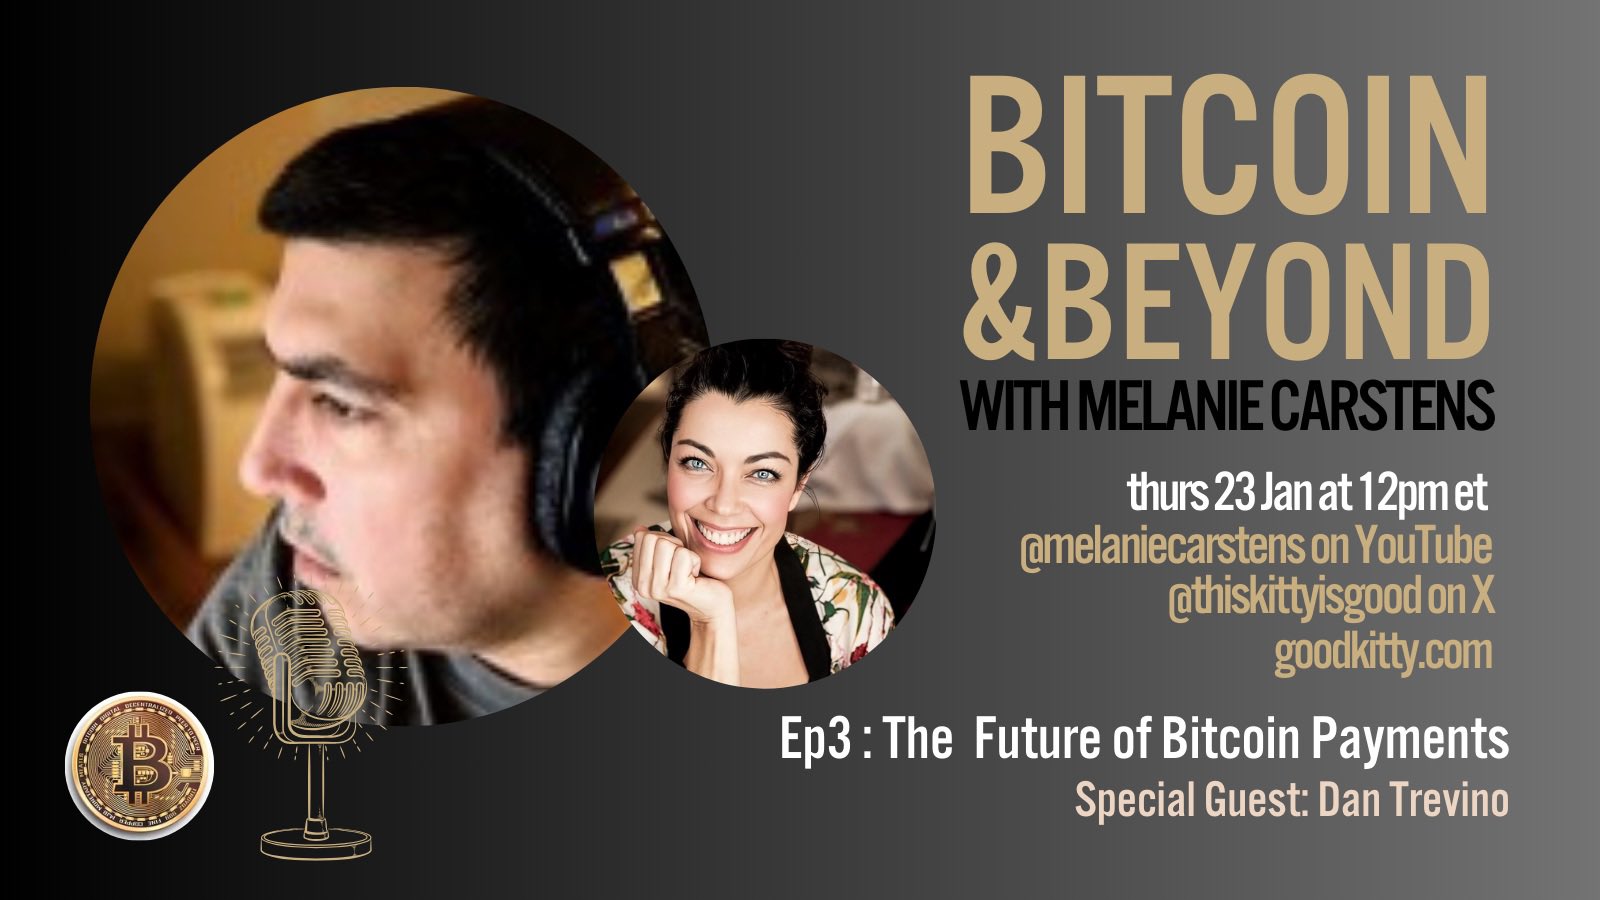 BITCOIN
&BEYOND
WITH MELANIE CARSTENS
thurs 23 Jan at 12pm et
@melaniecarstens on YouTube
@thiskittyisgood on X
goodkitty.com
Ep3 : The Future of Bitcoin Payments
Special Guest: Dan Trevino